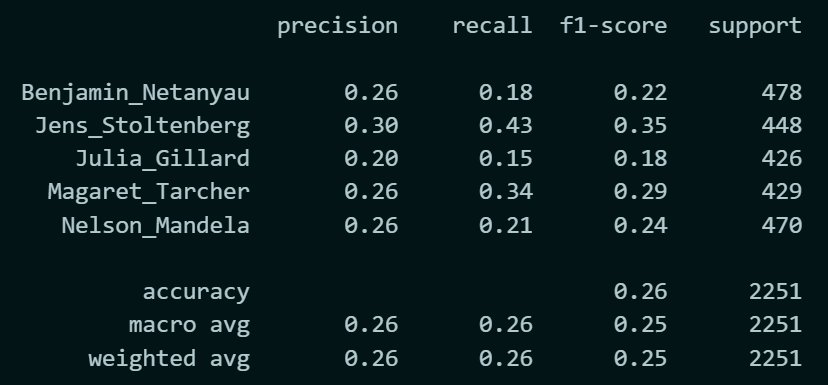 precision recall f1-score support
Benjamin_Netanyau 0.26 0.18 0.22 478
Jens_Stoltenberg 0.30 0.43 0.35 448
Julia_Gillard 0.20 0.15 0.18 426
Magaret_Tarcher 0.26 0.34 0.29 429
Nelson_Mandela 0.26 0.21 0.24 470
accuracy 0.26 2251
macro avg 0.26 0.26 0.25 2251
weighted avg 0.26 0.26 0.25 2251